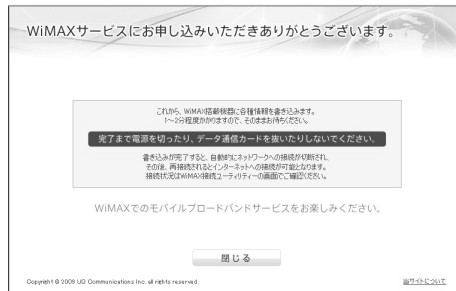 WiMAXサービスにお申し込みいただきありがとうございます。
これから、WiMAX搭載機器に各種情報を書き込みます。
1～2分程度かかりますので、そのままお待ちください。
完了まで電源を切ったり、データ通信カードを抜いたりしないでください。
書き込みが完了すると、自動的にネットワークへの接続が切断され、
その後、再接続されるとインターネットへの接続が可能となります。
接続状況はWiMAX接続ユーティリティーの画面でご確認ください。
WiMAXでのモバイルブロードバンドサービスをお楽しみください。
閉じる
Copyright © 2009 UQ Communications Inc. all rights reserved.
当サイトについて